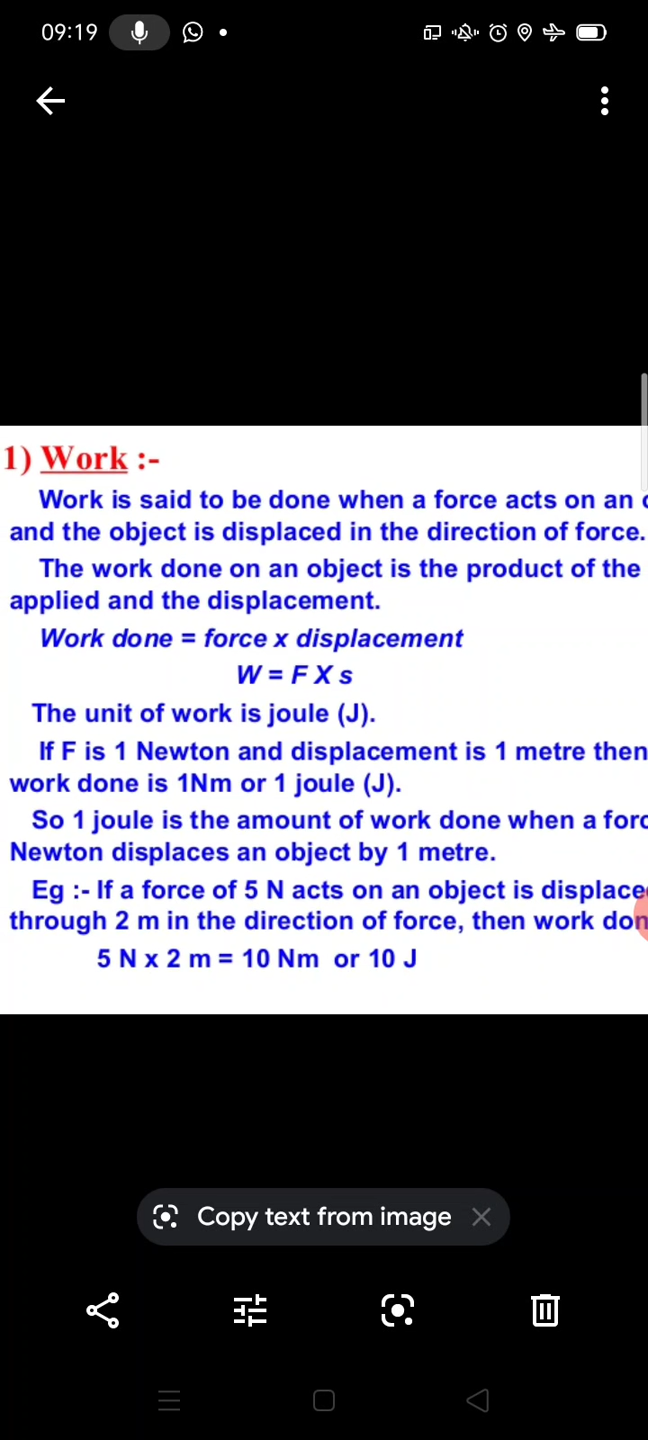 09:19
1) Work :-
Work is said to be done when a force acts on an
and the object is displaced in the direction of force.
The work done on an object is the product of the
applied and the displacement.
Work done = force x displacement
W = F X s
The unit of work is joule (J).
If F is 1 Newton and displacement is 1 metre then
work done is 1Nm or 1 joule (J).
So 1 joule is the amount of work done when a forc
Newton displaces an object by 1 metre.
Eg :- If a force of 5 N acts on an object is displace
through 2 m in the direction of force, then work don
5 N x 2 m = 10 Nm or 10 J
Copy text from image